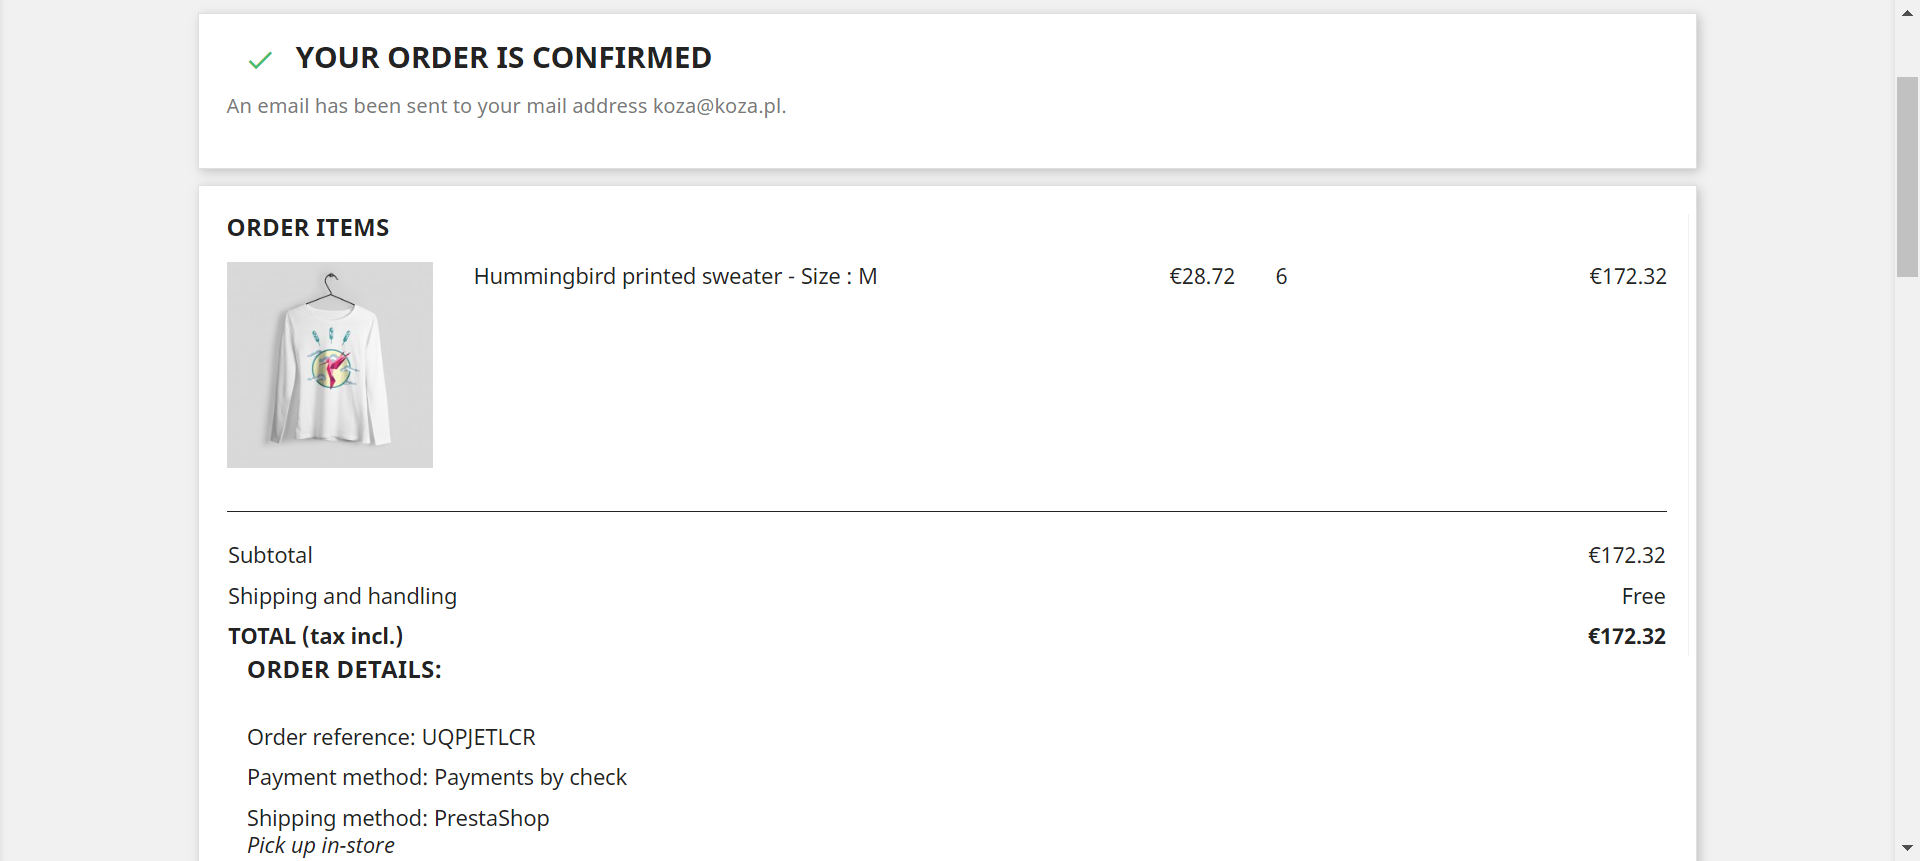 YOUR ORDER IS CONFIRMED
An email has been sent to your mail address koza@koza.pl.
ORDER ITEMS
Hummingbird printed sweater - Size : M €28.72 6 €172.32
Subtotal €172.32
Shipping and handling Free
TOTAL (tax incl.) €172.32
ORDER DETAILS:
Order reference: UQPJETLCR
Payment method: Payments by check
Shipping method: PrestaShop
Pick up in-store